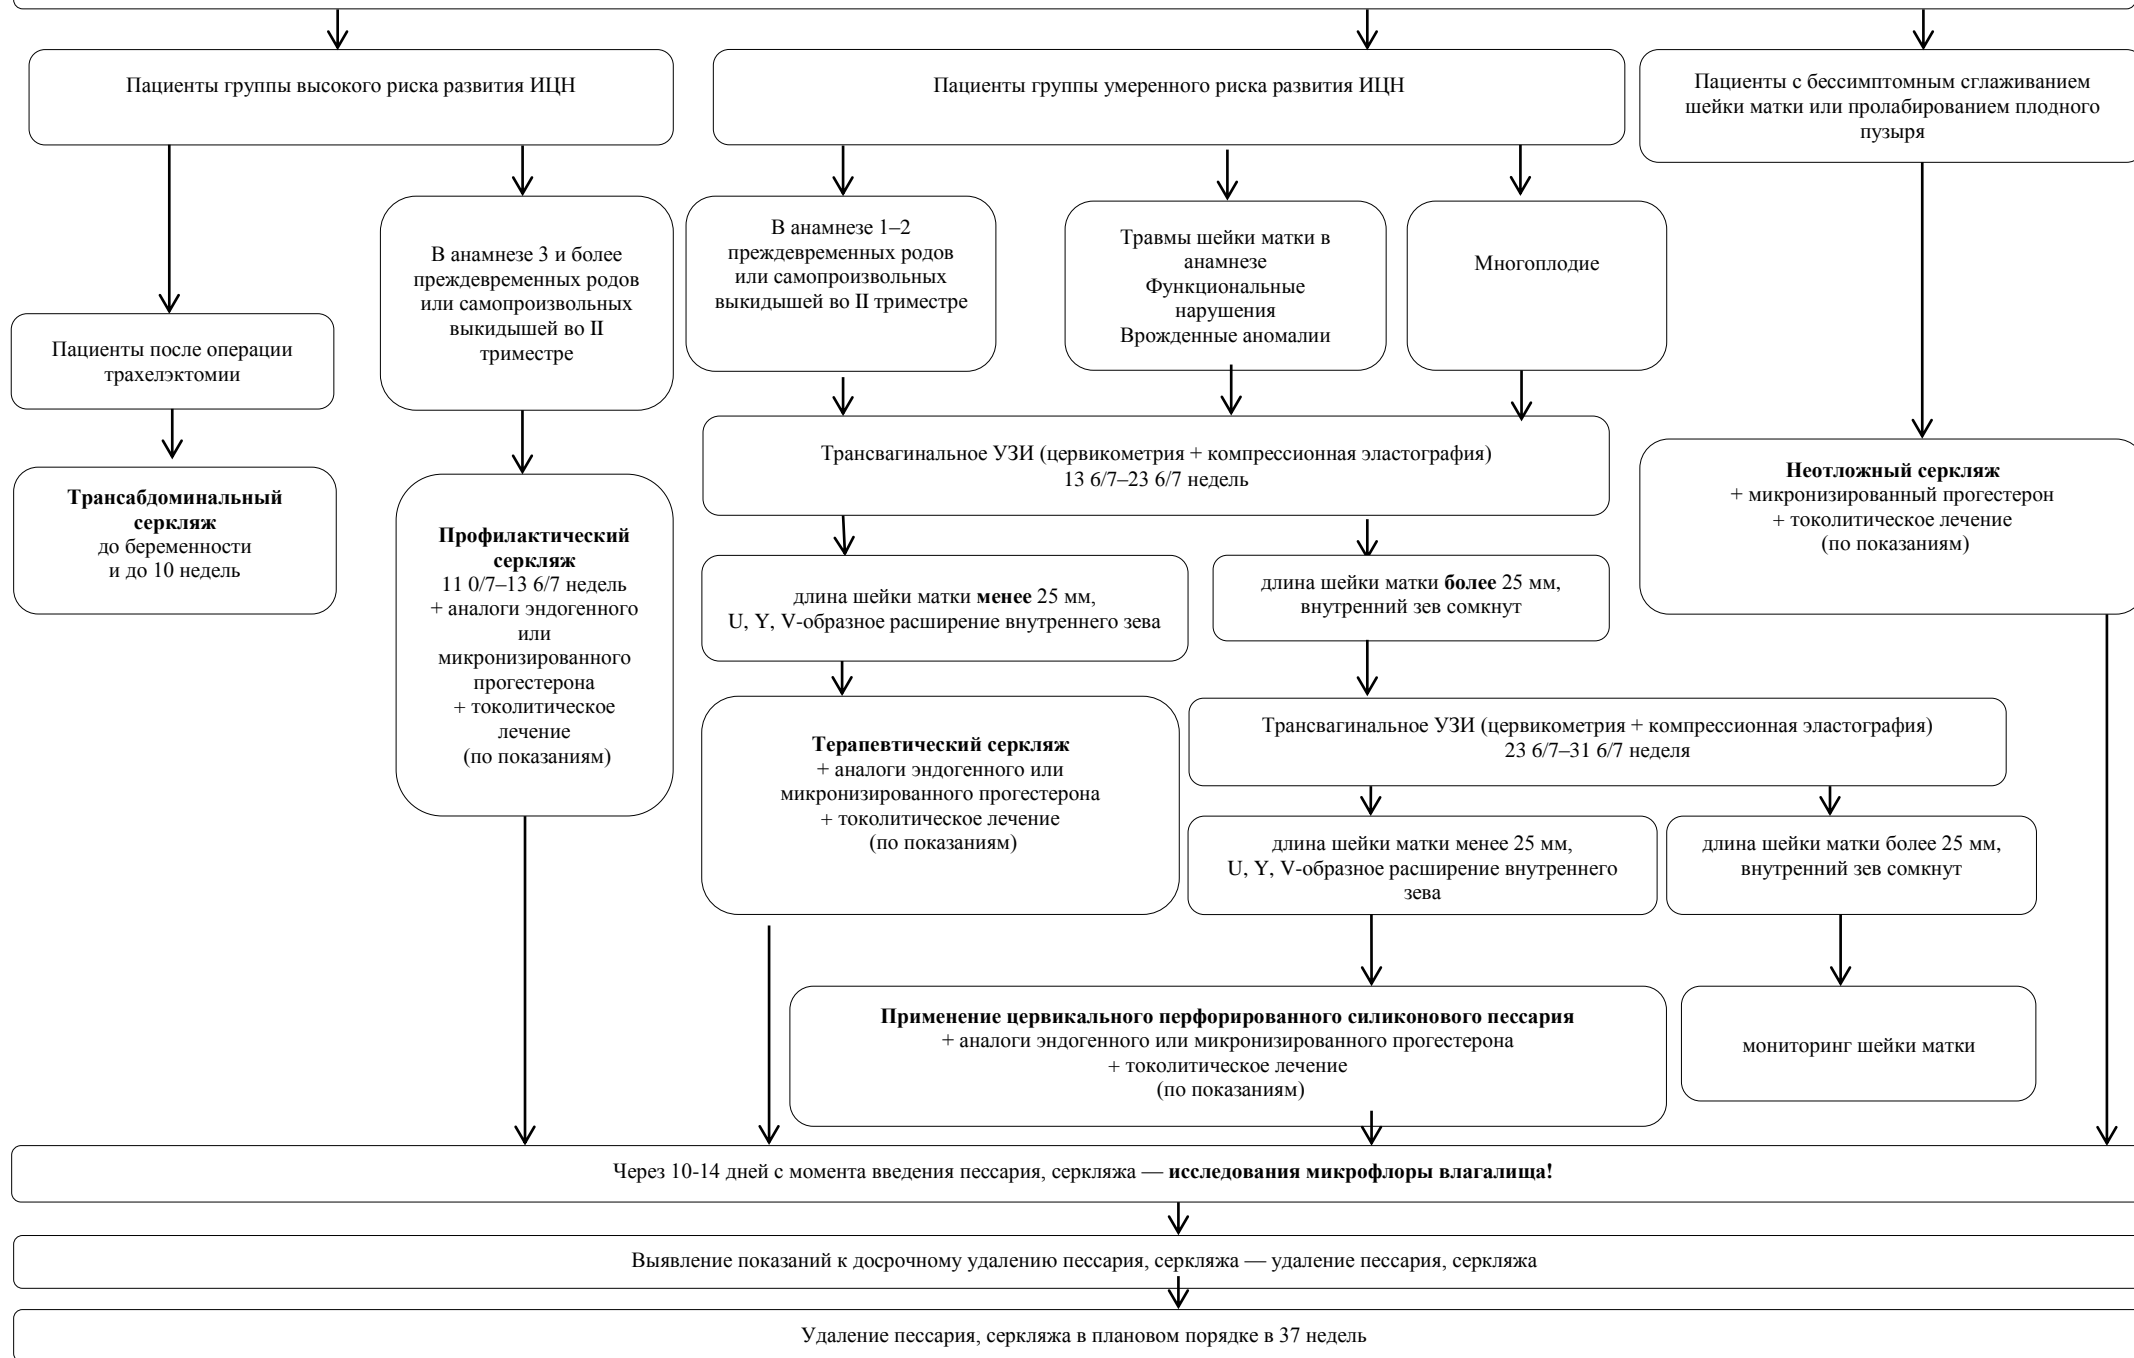 Пациенты группы высокого риска развития ИЦН
Пациенты группы умеренного риска развития ИЦН
Пациенты с бессимптомным сглаживанием
шейки матки или пролабированием плодного
пузыря
Пациенты после операции
трахелэктомии
В анамнезе 3 и более
преждевременных родов
или самопроизвольных
выкидышей во II
триместре
В анамнезе 1–2
преждевременных родов
или самопроизвольных
выкидышей во II триместре
Травмы шейки матки в
анамнезе
Функциональные
нарушения
Врожденные аномалии
Многоплодие
Трансвагинальное УЗИ (цервикометрия + компрессионная эластография)
13 6/7–23 6/7 недель
Трансабдоминальный
серкляж
до беременности
и до 10 недель
Профилактический
серкляж
11 0/7–13 6/7 недель
+ аналоги эндогенного
или
микронизированного
прогестерона
+ токолитическое
лечение
(по показаниям)
Неотложный серкляж
+ микронизированный прогестерон
+ токолитическое лечение
(по показаниям)
длина шейки матки менее 25 мм,
U, Y, V-образное расширение внутреннего зева
длина шейки матки более 25 мм,
внутренний зев сомкнут
Терапевтический серкляж
+ аналоги эндогенного или
микронизированного прогестерона
+ токолитическое лечение
(по показаниям)
Трансвагинальное УЗИ (цервикометрия + компрессионная эластография)
23 6/7–31 6/7 неделя
длина шейки матки менее 25 мм,
U, Y, V-образное расширение внутреннего
зева
длина шейки матки более 25 мм,
внутренний зев сомкнут
Применение цервикального перфорированного силиконового пессария
+ аналоги эндогенного или микронизированного прогестерона
+ токолитическое лечение
(по показаниям)
мониторинг шейки матки
Через 10-14 дней с момента введения пессария, серкляжа — исследования микрофлоры влагалища!
Выявление показаний к досрочному удалению пессария, серкляжа — удаление пессария, серкляжа
Удаление пессария, серкляжа в плановом порядке в 37 недель